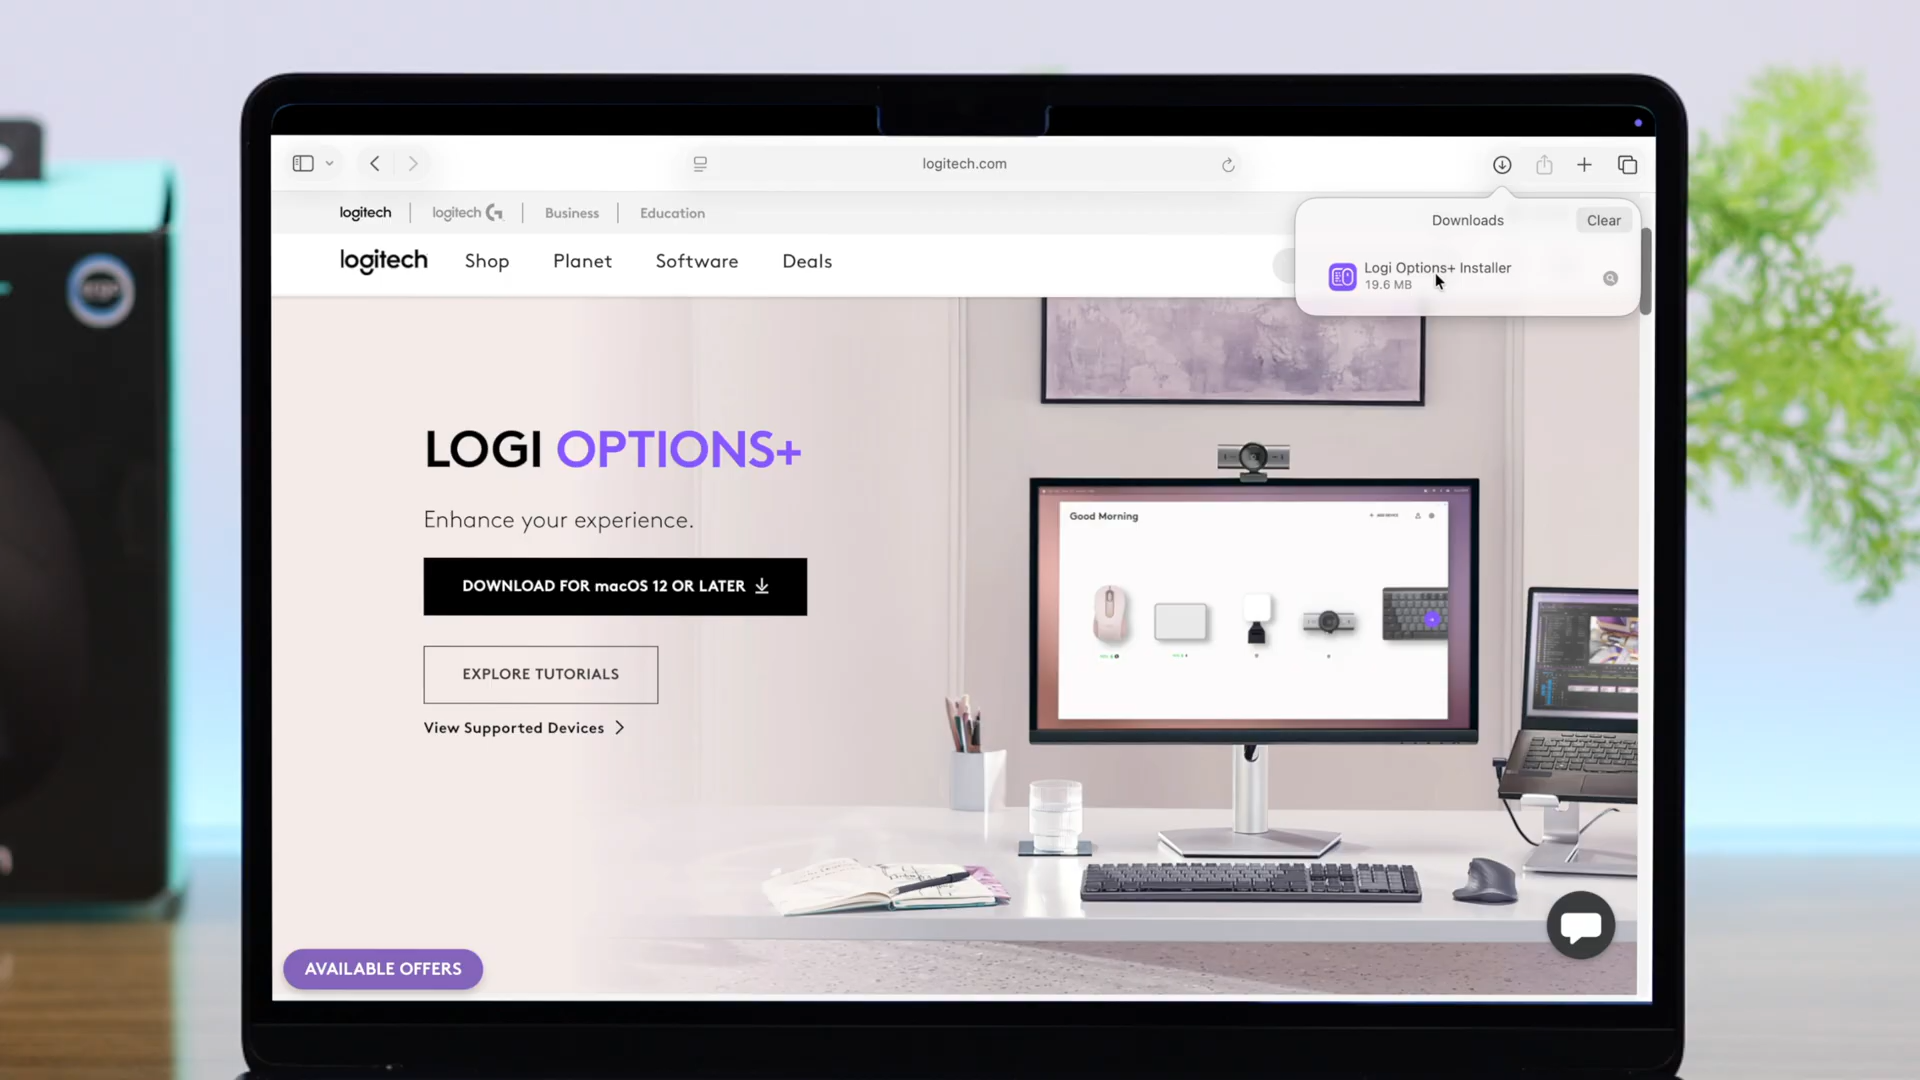 logitech.com
logitech
logitech G
Business
Education
Downloads
Clear
Logi Options+ Installer
19.6 MB
logitech
Shop
Planet
Software
Deals
LOGI OPTIONS+
Enhance your experience.
DOWNLOAD FOR macOS 12 OR LATER
EXPLORE TUTORIALS
View Supported Devices
Good Morning
AVAILABLE OFFERS